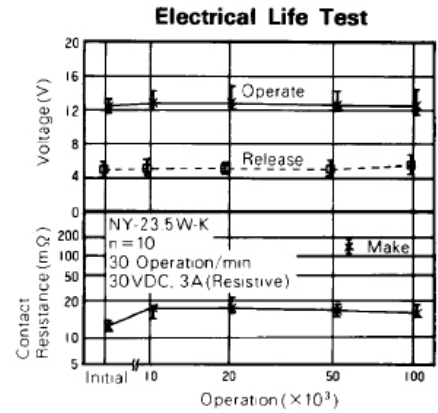 Electrical Life Test
Voltage (V)
20
16
12
8
4
0
Operate
Release
Contact
Resistance (mΩ)
200
100
50
20
10
5
NY-23.5W-K
n=10
30 Operation/min
30VDC, 3A (Resistive)
Make
Initial 10 20 50 100
Operation (×10³)